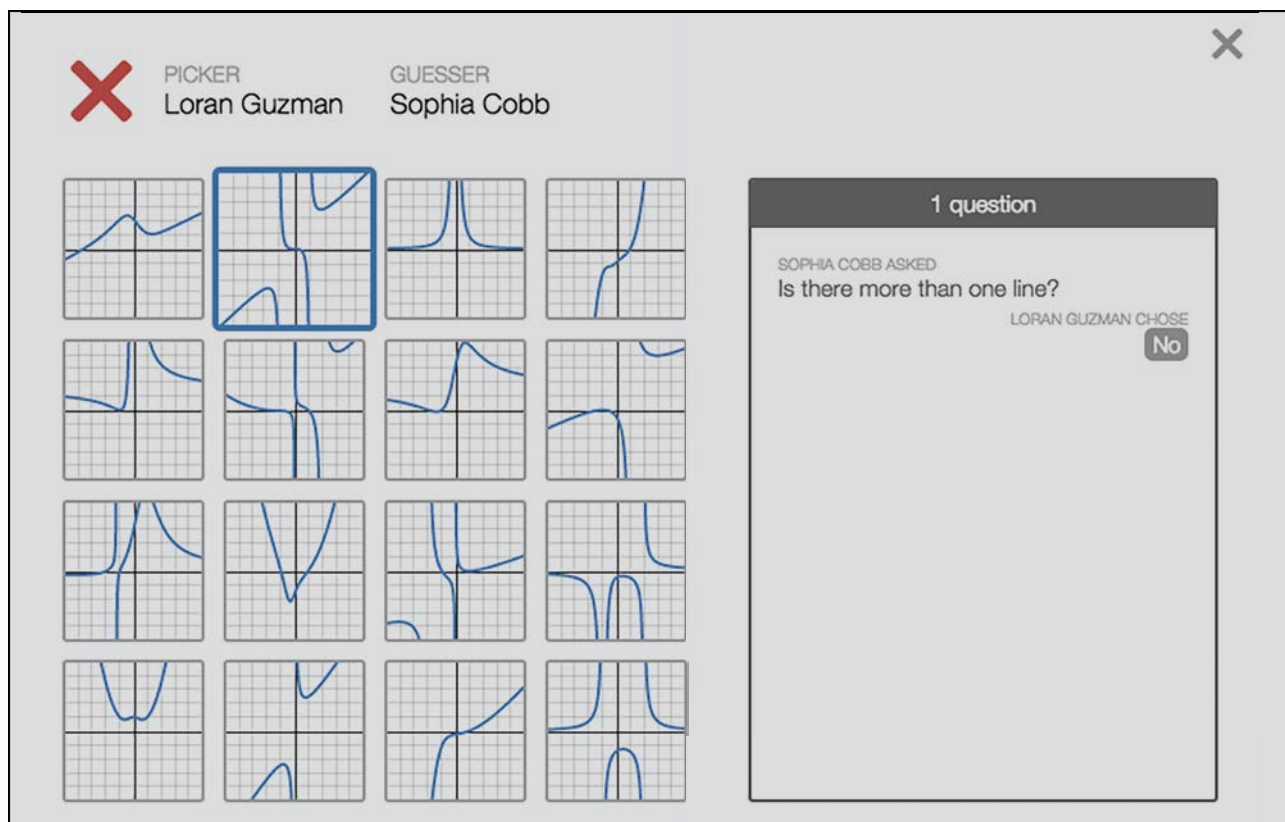 PICKER
Loran Guzman
GUESSER
Sophia Cobb
1 question
SOPHIA COBB ASKED
Is there more than one line?
LORAN GUZMAN CHOSE
No